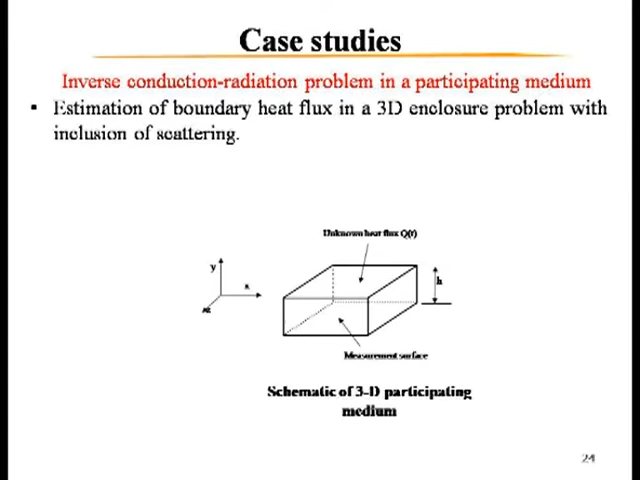 Case studies
Inverse conduction-radiation problem in a participating medium
▪ Estimation of boundary heat flux in a 3D enclosure problem with
inclusion of scattering.
Unknown heat flux Q(t)
y
x
h
Measurement surface
Schematic of 3-D participating
medium
24